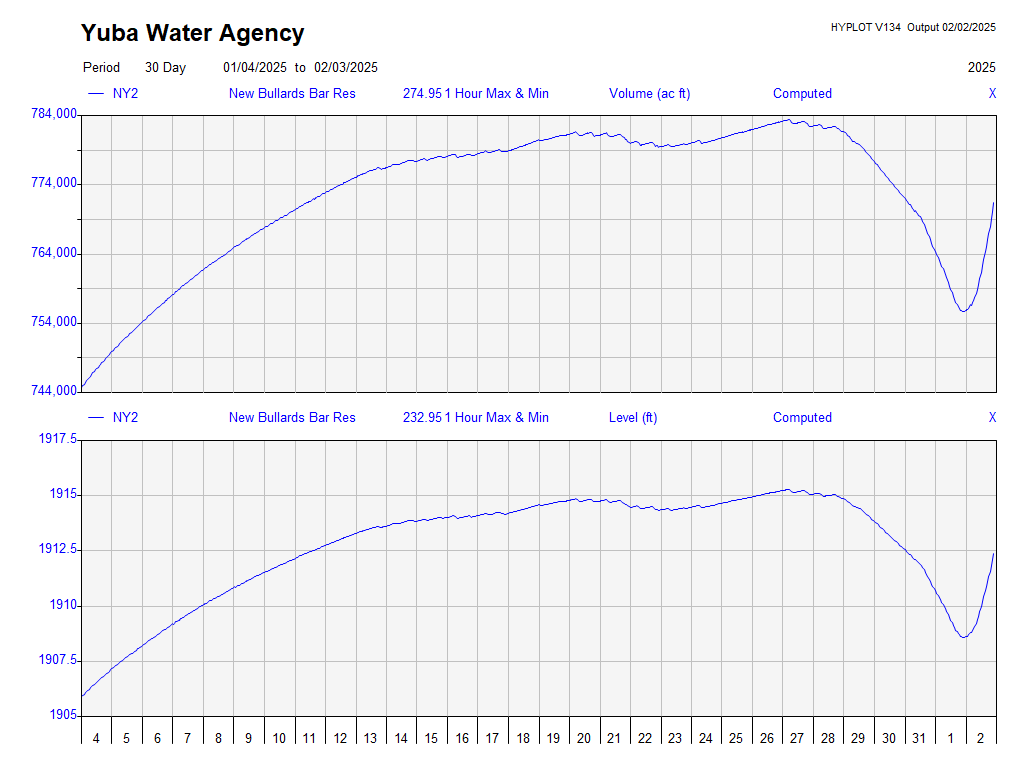 Yuba Water Agency
HYPLOT V134 Output 02/02/2025
Period 30 Day 01/04/2025 to 02/03/2025 2025
NY2 New Bullards Bar Res 274.95 1 Hour Max & Min Volume (ac ft) Computed X
784,000
774,000
764,000
754,000
744,000
NY2 New Bullards Bar Res 232.95 1 Hour Max & Min Level (ft) Computed X
1917.5
1915
1912.5
1910
1907.5
1905
4 5 6 7 8 9 10 11 12 13 14 15 16 17 18 19 20 21 22 23 24 25 26 27 28 29 30 31 1 2